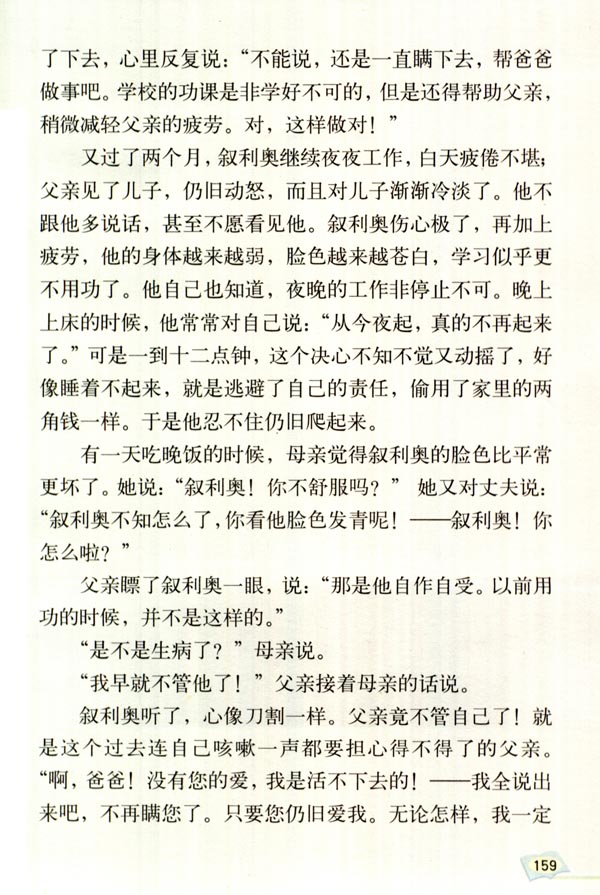 了下去，心里反复说：“不能说，还是一直瞒下去，帮爸爸
做事吧。学校的功课是非学好不可的，但是还得帮助父亲，
稍微减轻父亲的疲劳。对，这样做对！”
又过了两个月，叙利奥继续夜夜工作，白天疲倦不堪；
父亲见了儿子，仍旧动怒，而且对儿子渐渐冷淡了。他不
跟他多说话，甚至不愿看见他。叙利奥伤心极了，再加上
疲劳，他的身体越来越弱，脸色越来越苍白，学习似乎更
不用功了。他自己也知道，夜晚的工作非停止不可。晚上
上床的时候，他常常对自己说：“从今夜起，真的不再起来
了。”可是一到十二点钟，这个决心不知不觉又动摇了，好
像睡着不起来，就是逃避了自己的责任，偷用了家里的两
角钱一样。于是他忍不住仍旧爬起来。
有一天吃晚饭的时候，母亲觉得叙利奥的脸色比平常
更坏了。她说：“叙利奥！你不舒服吗？” 她又对丈夫说：
“叙利奥不知怎么了，你看他脸色发青呢！——叙利奥！你
怎么啦？”
父亲瞟了叙利奥一眼，说：“那是他自作自受。以前用
功的时候，并不是这样的。”
“是不是生病了？”母亲说。
“我早就不管他了！”父亲接着母亲的话说。
叙利奥听了，心像刀割一样。父亲竟不管自己了！就
是这个过去连自己咳嗽一声都要担心得不得了的父亲。
“啊，爸爸！没有您的爱，我是活不下去的！——我全说出
来吧，不再瞒您了。只要您仍旧爱我。无论怎样，我一定
159